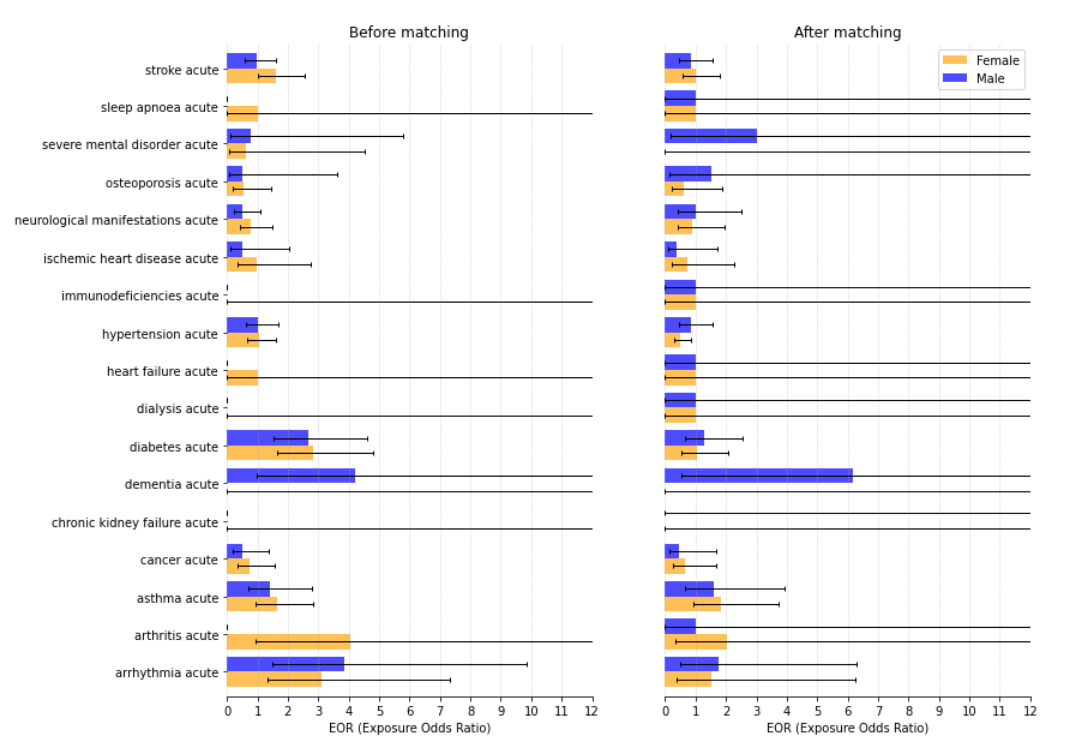 Before matching
After matching
Female
Male
stroke acute
sleep apnoea acute
severe mental disorder acute
osteoporosis acute
neurological manifestations acute
ischemic heart disease acute
immunodeficiencies acute
hypertension acute
heart failure acute
dialysis acute
diabetes acute
dementia acute
chronic kidney failure acute
cancer acute
asthma acute
arthritis acute
arrhythmia acute
0 1 2 3 4 5 6 7 8 9 10 11 12
0 1 2 3 4 5 6 7 8 9 10 11 12
EOR (Exposure Odds Ratio)
EOR (Exposure Odds Ratio)